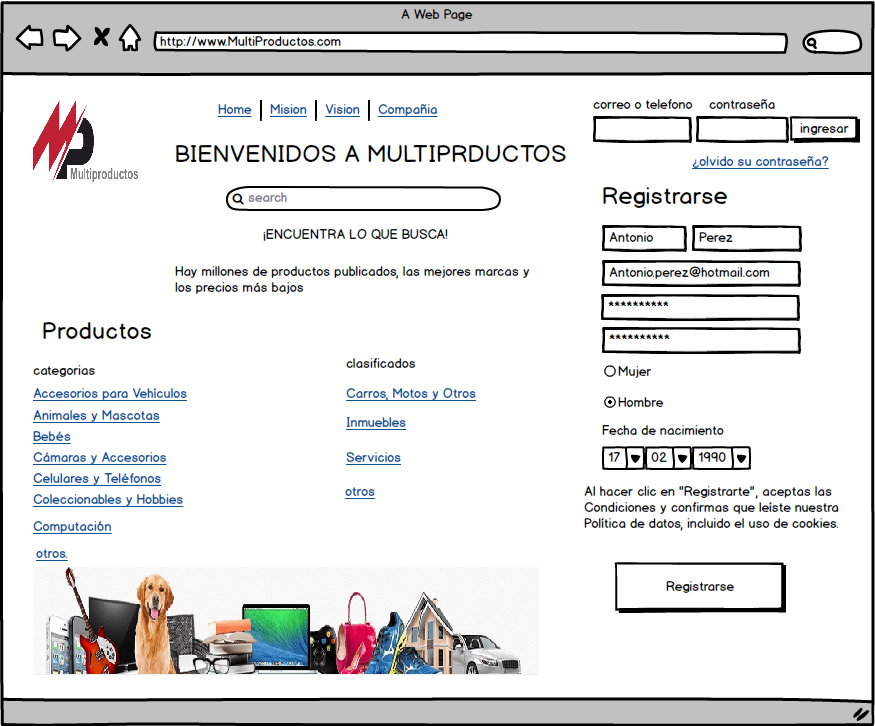 A Web Page
http://www.MultiProductos.com
Home
Mision
Vision
Compañia
correo o telefono
contraseña
ingresar
¿olvido su contraseña?
MP
Multiproductos
BIENVENIDOS A MULTIPRDUCTOS
search
¡ENCUENTRA LO QUE BUSCA!
Hay millones de productos publicados, las mejores marcas y
los precios más bajos
Productos
categorias
Accesorios para Vehículos
Animales y Mascotas
Bebés
Cámaras y Accesorios
Celulares y Teléfonos
Coleccionables y Hobbies
Computación
otros.
clasificados
Carros, Motos y Otros
Inmuebles
Servicios
otros
Registrarse
Antonio
Perez
Antonio.perez@hotmail.com
**********
**********
Mujer
Hombre
Fecha de nacimiento
17
02
1990
Al hacer clic en "Registrarte", aceptas las
Condiciones y confirmas que leíste nuestra
Política de datos, incluido el uso de cookies.
Registrarse